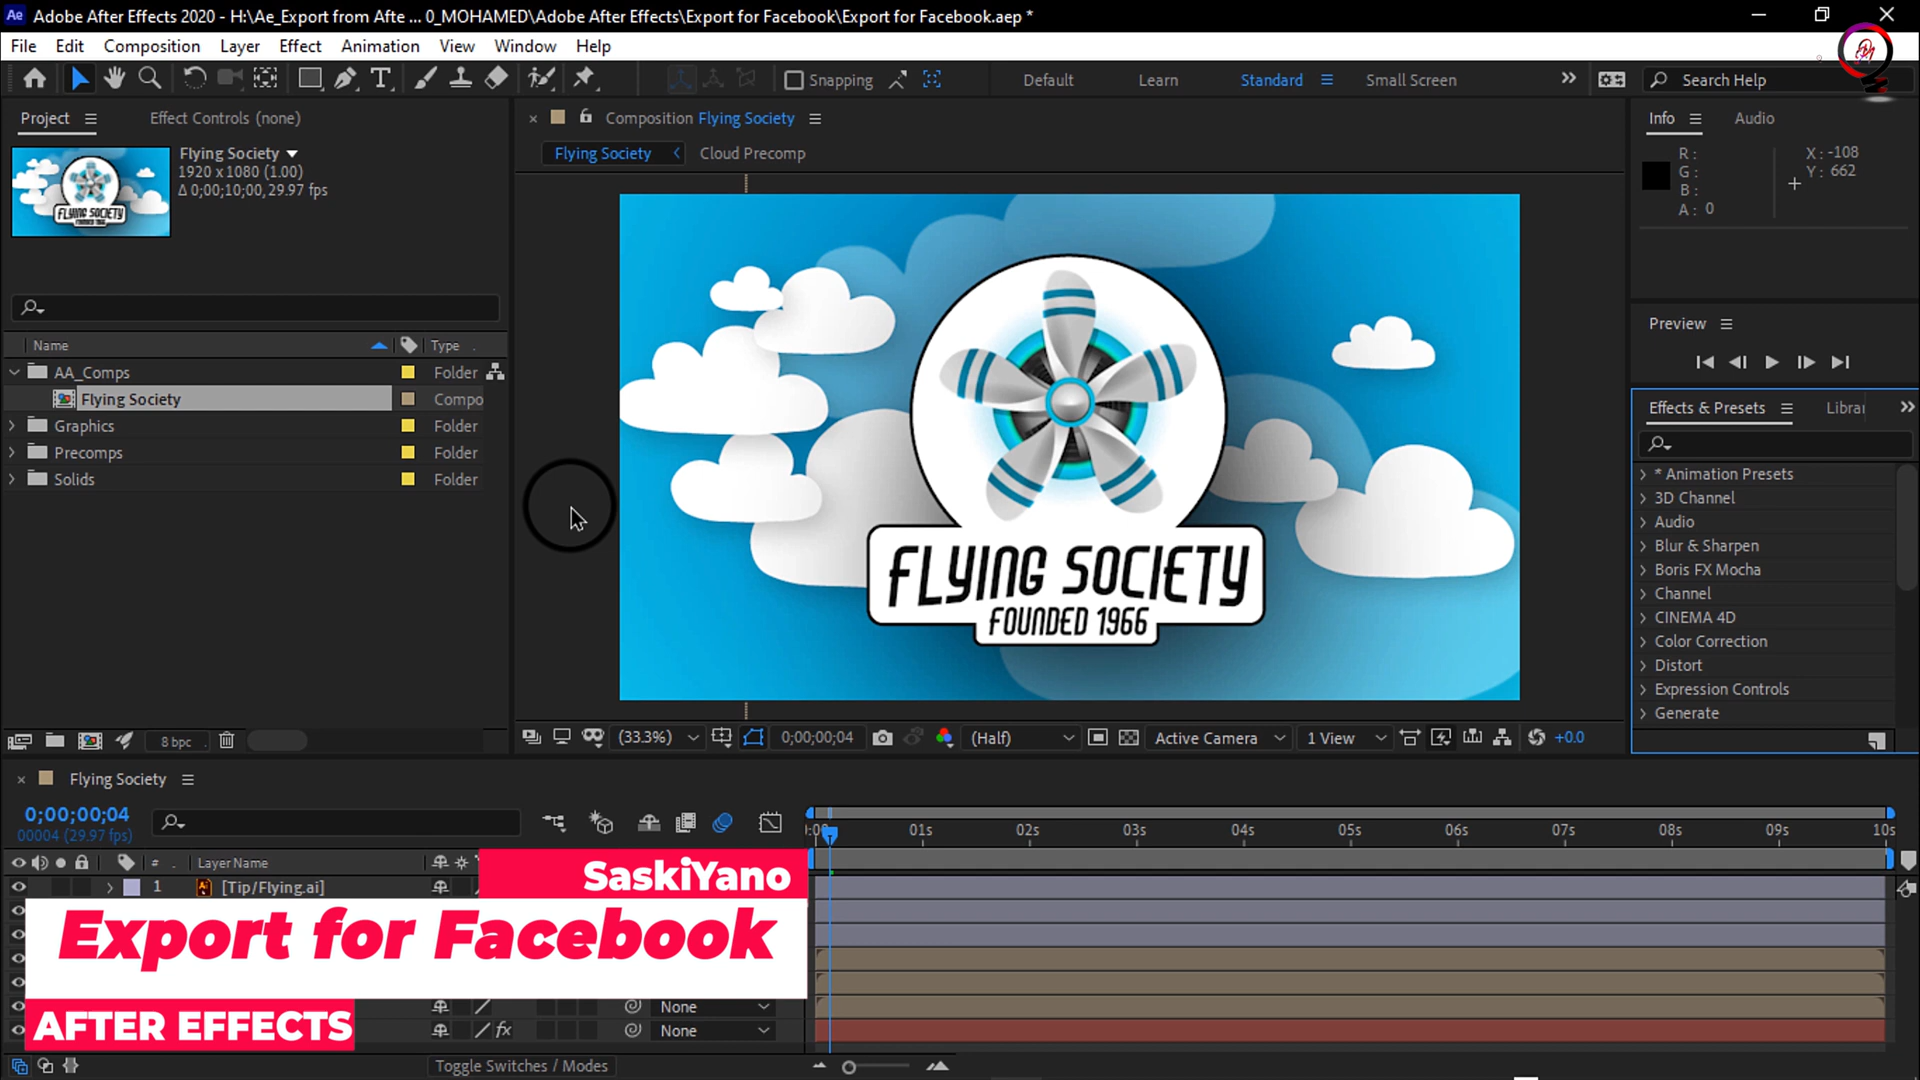 Adobe After Effects 2020 - H:\Ae_Export from Afte ... 0_MOHAMED\Adobe After Effects\Export for Facebook\Export for Facebook.aep *
File Edit Composition Layer Effect Animation View Window Help
Snapping Default Learn Standard Small Screen Search Help
Project Effect Controls (none)
Flying Society
1920 x 1080 (1.00)
Δ 0;00;10;00, 29.97 fps
Name Type
AA_Comps Folder
Flying Society Compo
Graphics Folder
Precomps Folder
Solids Folder
8 bpc
Composition Flying Society
Flying Society Cloud Precomp
FLYING SOCIETY
FOUNDED 1966
(33.3%) 0;00;00;04 (Half) Active Camera 1 View +0.0
Info Audio
R :
G :
B :
A : 0
X : -108
Y : 662
Preview
Effects & Presets Librar
* Animation Presets
3D Channel
Audio
Blur & Sharpen
Boris FX Mocha
Channel
CINEMA 4D
Color Correction
Distort
Expression Controls
Generate
Flying Society
0;00;00;04
00004 (29.97 fps)
01s 02s 03s 04s 05s 06s 07s 08s 09s 10s
# Layer Name
1 [Tip/Flying.ai]
SaskiYano
Export for Facebook
None
AFTER EFFECTS
fx None
Toggle Switches / Modes